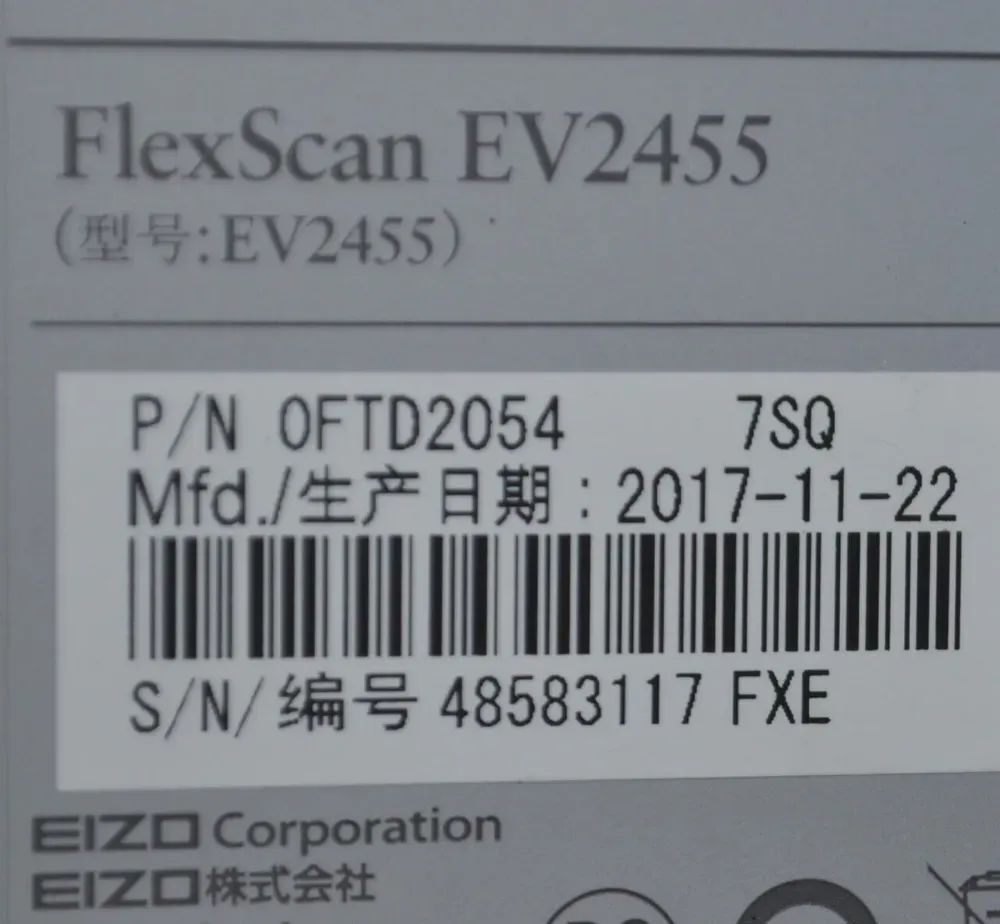 FlexScan EV2455
(型号:EV2455)
P/N 0FTD2054 7SQ
Mfd./生产日期:2017-11-22
S/N/编号 48583117 FXE
EIZO Corporation
EIZO株式会社